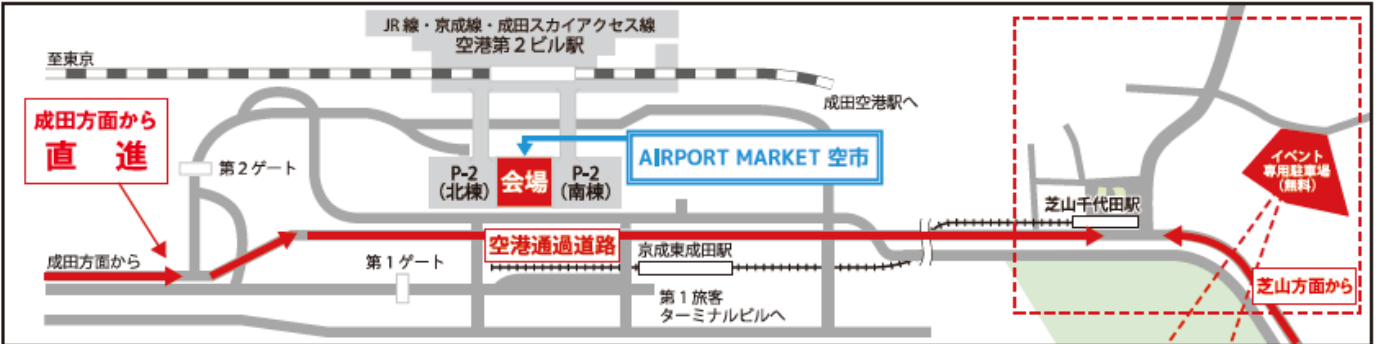 JR線・京成線・成田スカイアクセス線
空港第2ビル駅
至東京
成田空港駅へ
成田方面から
直 進
第2ゲート
P-2
(北棟)
会場
P-2
(南棟)
AIRPORT MARKET 空市
イベント
専用駐車場
(無料)
芝山千代田駅
成田方面から
空港通過道路
京成東成田駅
第1ゲート
第1旅客
ターミナルビルへ
芝山方面から